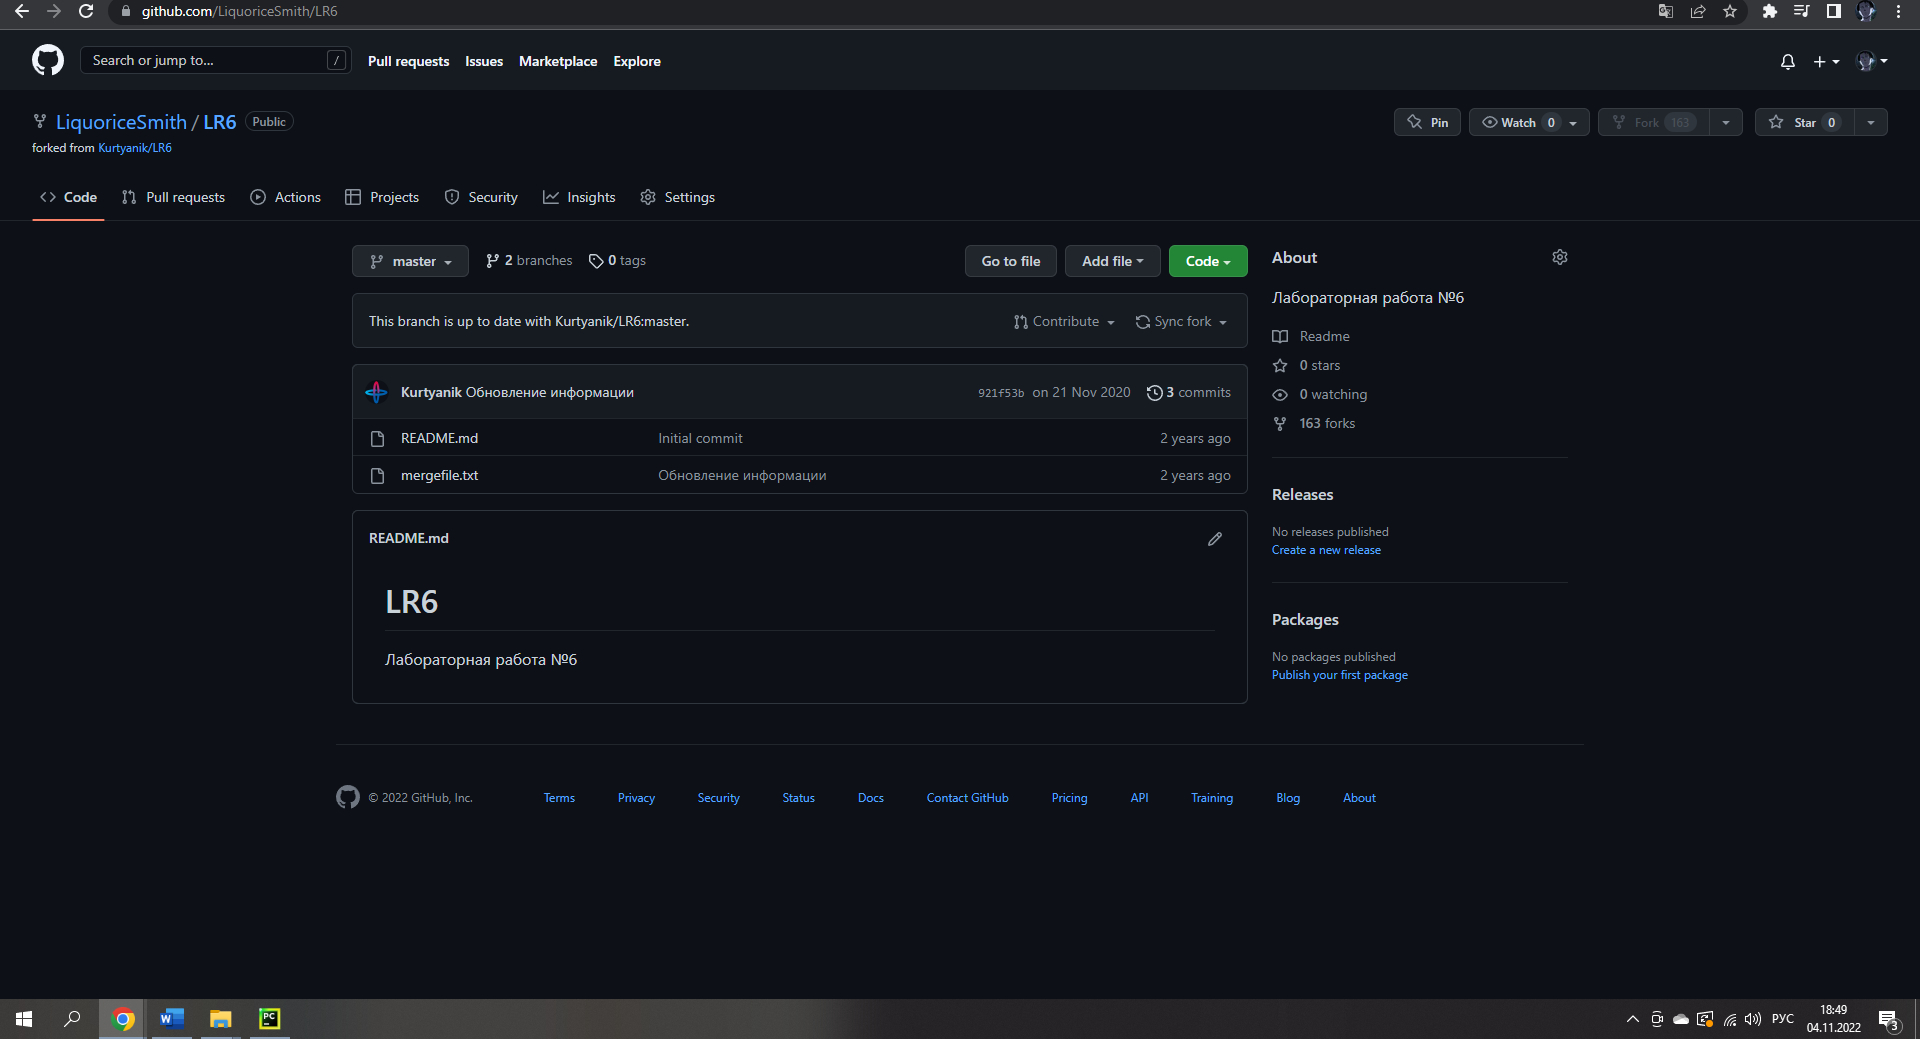 github.com/LiquoriceSmith/LR6
Search or jump to... /
Pull requests Issues Marketplace Explore
LiquoriceSmith / LR6 Public
Pin Watch 0 Fork 163 Star 0
forked from Kurtyanik/LR6
Code Pull requests Actions Projects Security Insights Settings
master 2 branches 0 tags Go to file Add file Code
This branch is up to date with Kurtyanik/LR6:master. Contribute Sync fork
Kurtyanik Обновление информации 921f53b on 21 Nov 2020 3 commits
README.md Initial commit 2 years ago
mergefile.txt Обновление информации 2 years ago
README.md
LR6
Лабораторная работа №6
About
Лабораторная работа №6
Readme
0 stars
0 watching
163 forks
Releases
No releases published
Create a new release
Packages
No packages published
Publish your first package
© 2022 GitHub, Inc. Terms Privacy Security Status Docs Contact GitHub Pricing API Training Blog About
W
PC
РУС
18:49
04.11.2022
3